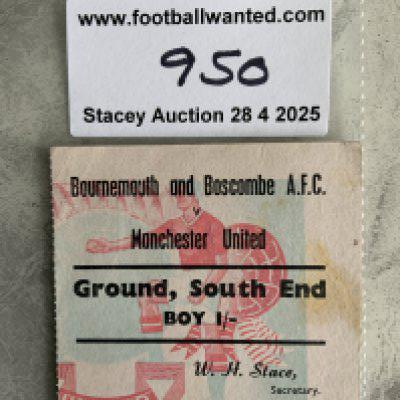 www.footballwanted.com
950
Stacey Auction 28 4 2025
Bournemouth and Boscombe A.F.C.
v
Manchester United
Ground, South End
BOY 1/-
W. H. Stace,
Secretary.